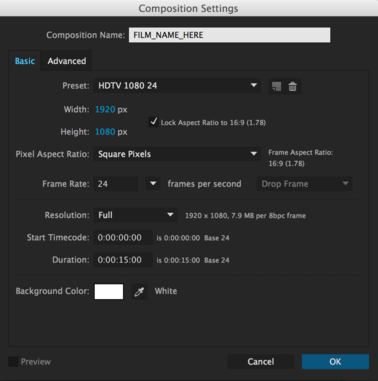 Composition Settings
Composition Name: FILM_NAME_HERE
Basic Advanced
Preset: HDTV 1080 24
Width: 1920 px
Lock Aspect Ratio to 16:9 (1.78)
Height: 1080 px
Pixel Aspect Ratio: Square Pixels
Frame Aspect Ratio:
16:9 (1.78)
Frame Rate: 24 frames per second Drop Frame
Resolution: Full 1920 x 1080, 7.9 MB per 8bpc frame
Start Timecode: 0:00:00:00 is 0:00:00:00 Base 24
Duration: 0:00:15:00 is 0:00:15:00 Base 24
Background Color: White
Preview Cancel OK